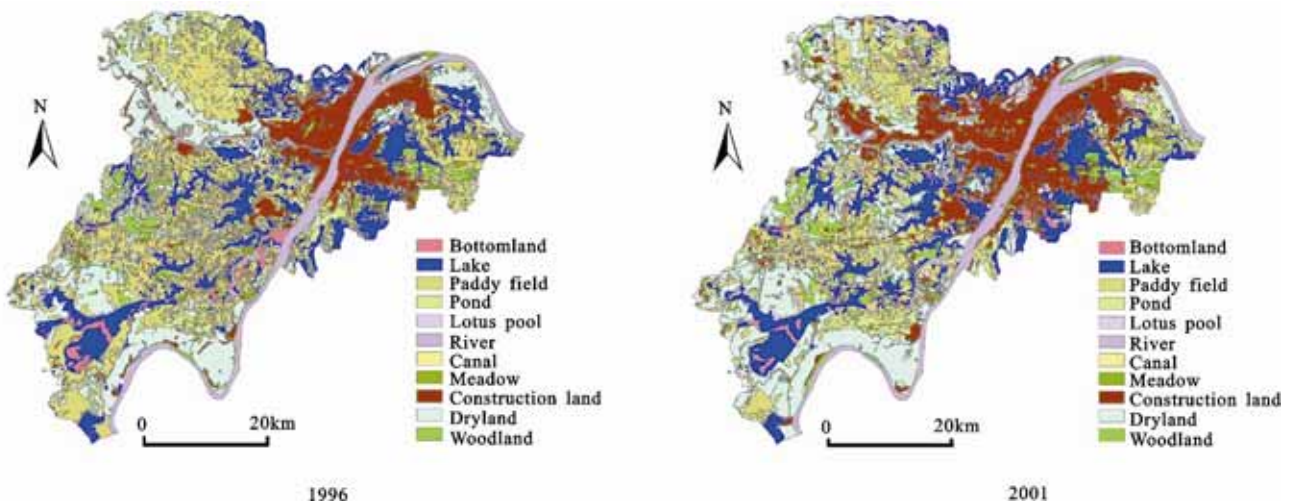 N
Bottomland
Lake
Paddy field
Pond
Lotus pool
River
Canal
Meadow
Construction land
Dryland
Woodland
0 20km
1996
N
Bottomland
Lake
Paddy field
Pond
Lotus pool
River
Canal
Meadow
Construction land
Dryland
Woodland
0 20km
2001